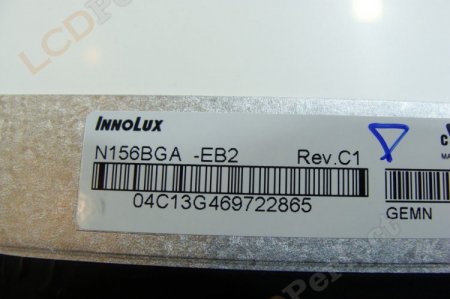 INNOLUX
N156BGA -EB2 Rev.C1
04C13G469722865
GEMN